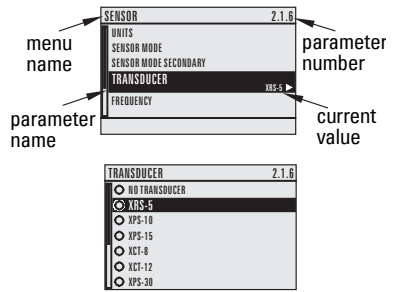 SENSOR 2.1.6
UNITS
SENSOR MODE
SENSOR MODE SECONDARY
TRANSDUCER
XRS-5
FREQUENCY
menu
name
parameter
number
parameter
name
current
value
TRANSDUCER 2.1.6
NO TRANSDUCER
XRS-5
XPS-10
XPS-15
XCT-8
XCT-12
XPS-30